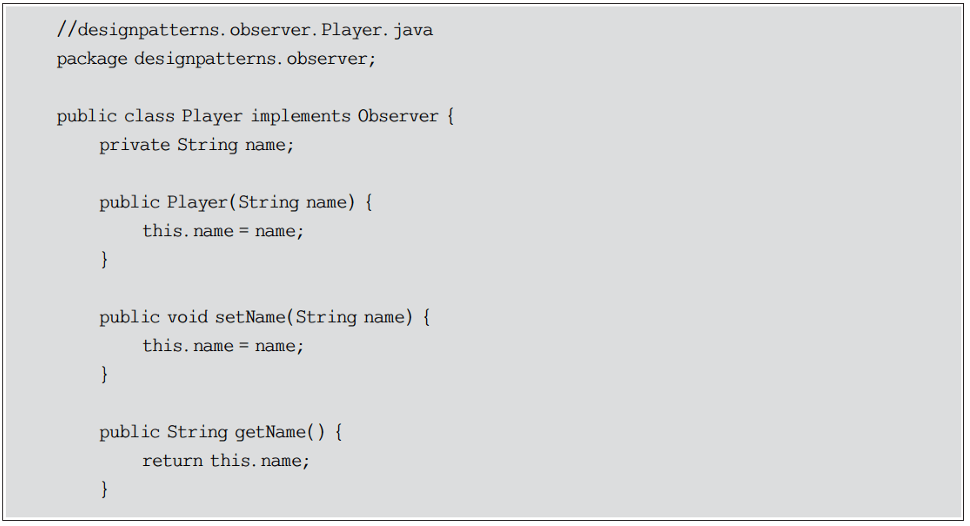 //designpatterns.observer.Player.java
package designpatterns.observer;
public class Player implements Observer {
private String name;
public Player(String name) {
this.name = name;
}
public void setName(String name) {
this.name = name;
}
public String getName() {
return this.name;
}